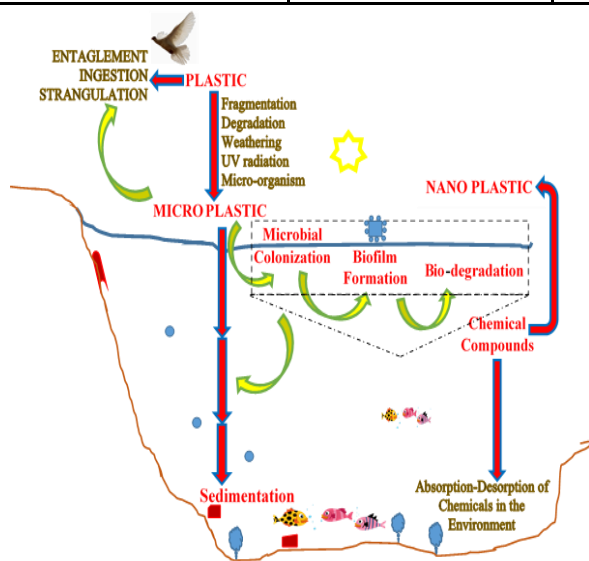 ENTAGLEMENT
INGESTION
STRANGULATION
PLASTIC
Fragmentation
Degradation
Weathering
UV radiation
Micro-organism
MICRO PLASTIC
NANO PLASTIC
Microbial
Colonization
Biofilm
Formation
Bio-degradation
Chemical
Compounds
Sedimentation
Absorption-Desorption of
Chemicals in the
Environment